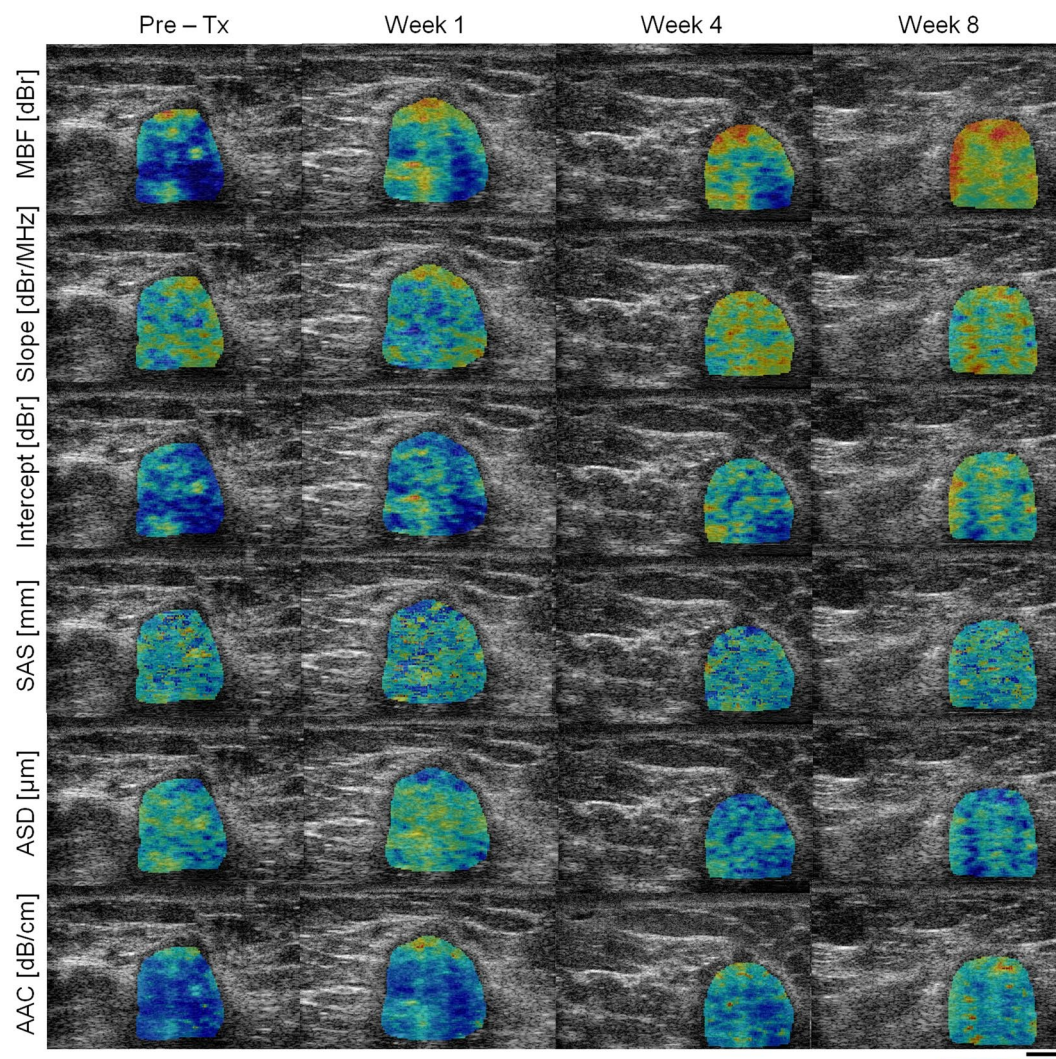 Pre – Tx
Week 1
Week 4
Week 8
MBF [dBr]
Slope [dBr/MHz]
Intercept [dBr]
SAS [mm]
ASD [µm]
AAC [dB/cm]